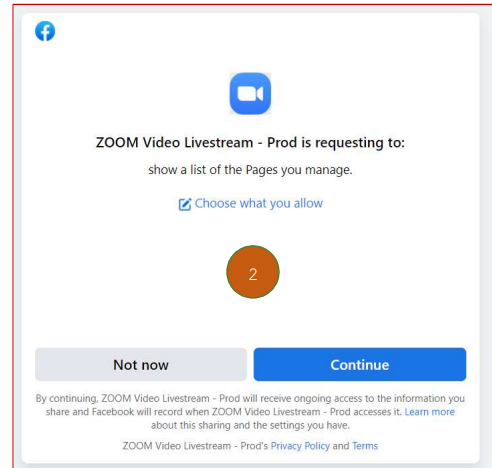 ZOOM Video Livestream - Prod is requesting to:
show a list of the Pages you manage.
Choose what you allow
2
Not now
Continue
By continuing, ZOOM Video Livestream - Prod will receive ongoing access to the information you
share and Facebook will record when ZOOM Video Livestream - Prod accesses it. Learn more
about this sharing and the settings you have.
ZOOM Video Livestream - Prod's Privacy Policy and Terms